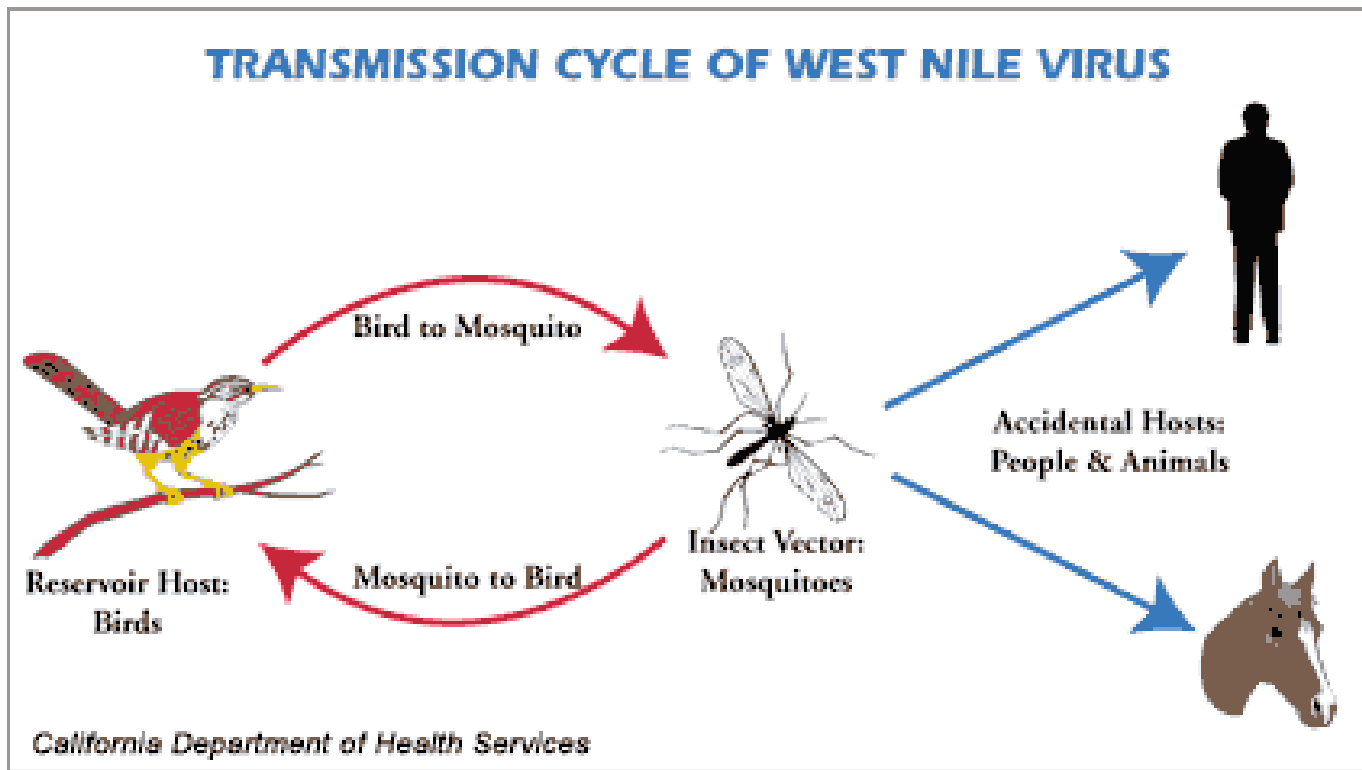 TRANSMISSION CYCLE OF WEST NILE VIRUS
Bird to Mosquito
Accidental Hosts:
People & Animals
Insect Vector:
Mosquitoes
Mosquito to Bird
Reservoir Host:
Birds
California Department of Health Services